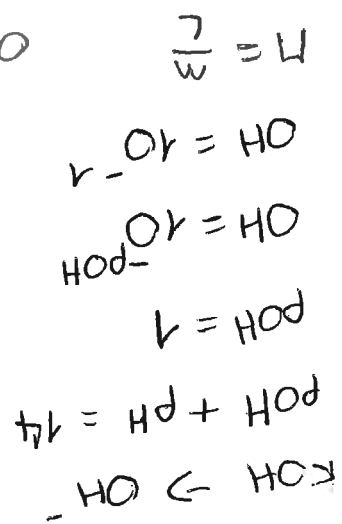 KOH → OH⁻
pOH + pH = 14
pOH = 1
OH = 10^-pOH
OH = 10^-1
M = m/L